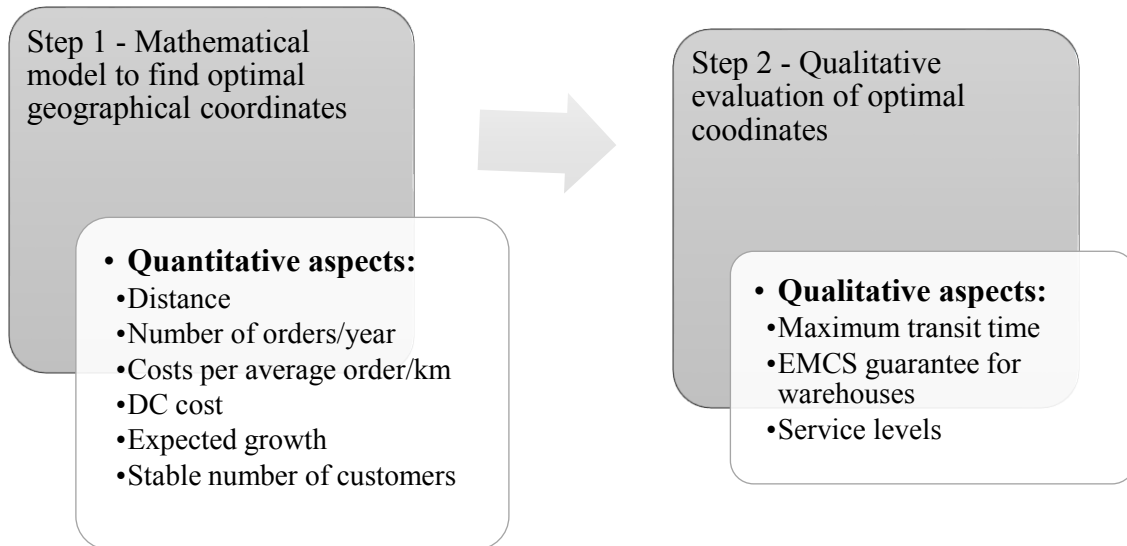 Step 1 - Mathematical
model to find optimal
geographical coordinates
• Quantitative aspects:
•Distance
•Number of orders/year
•Costs per average order/km
•DC cost
•Expected growth
•Stable number of customers
Step 2 - Qualitative
evaluation of optimal
coodinates
• Qualitative aspects:
•Maximum transit time
•EMCS guarantee for
warehouses
•Service levels